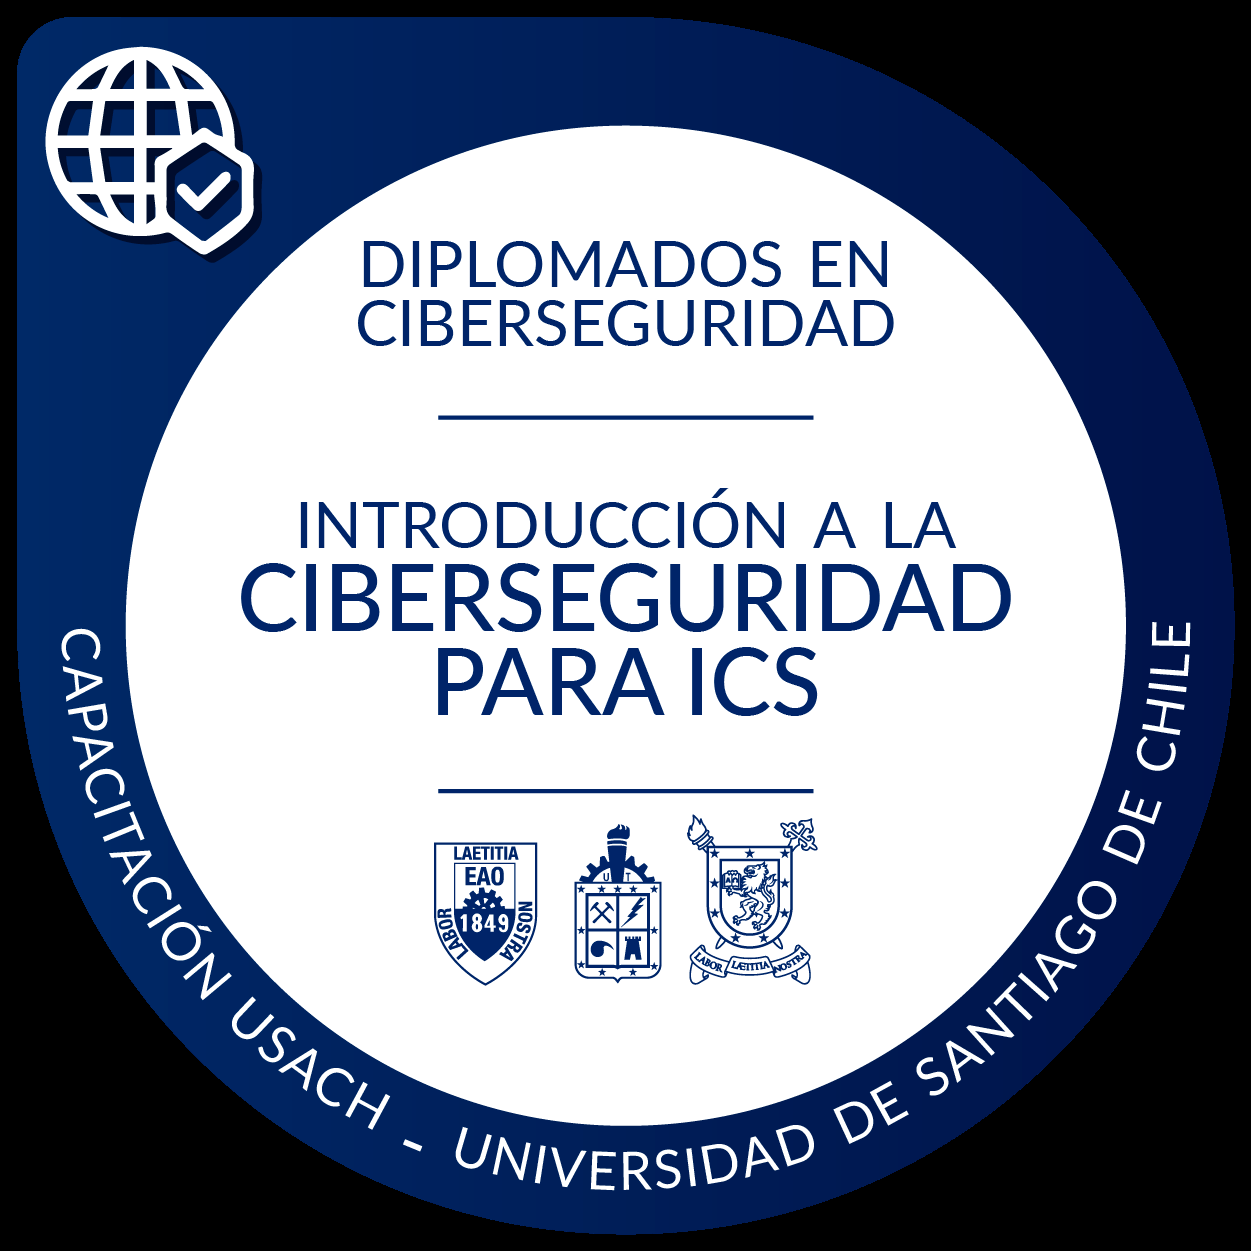 DIPLOMADOS EN
CIBERSEGURIDAD
INTRODUCCIÓN A LA
CIBERSEGURIDAD
PARA ICS
LAETITIA
EAO
1849
LABOR
NOSTRA
U T
LABOR LÆTITIA NOSTRA
CAPACITACIÓN USACH - UNIVERSIDAD DE SANTIAGO DE CHILE